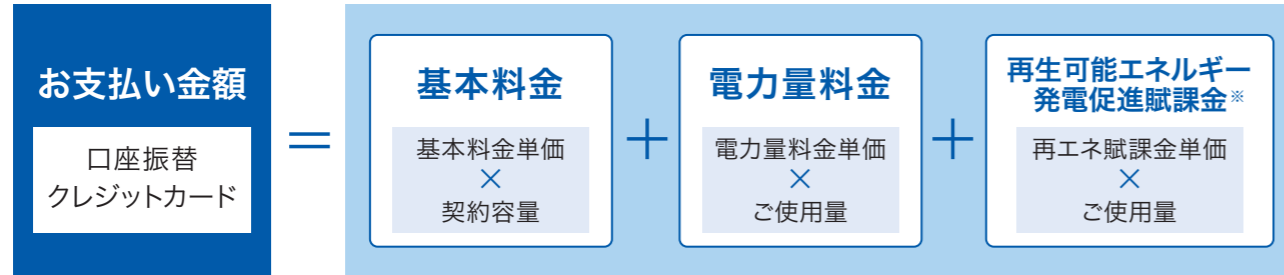 お支払い金額
口座振替
クレジットカード
＝
基本料金
基本料金単価
×
契約容量
＋
電力量料金
電力量料金単価
×
ご使用量
＋
再生可能エネルギー
発電促進賦課金※
再エネ賦課金単価
×
ご使用量